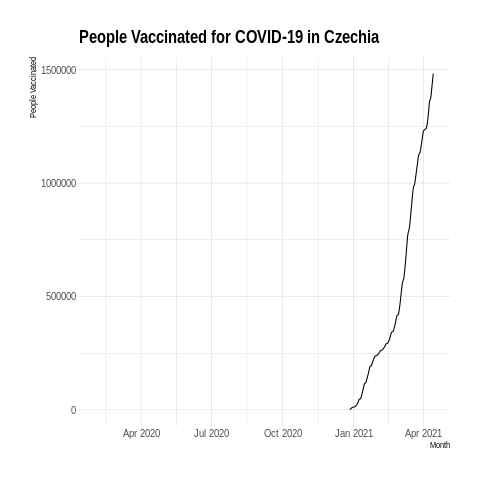 People Vaccinated for COVID-19 in Czechia
People Vaccinated
1500000
1000000
500000
0
Apr 2020 Jul 2020 Oct 2020 Jan 2021 Apr 2021
Month